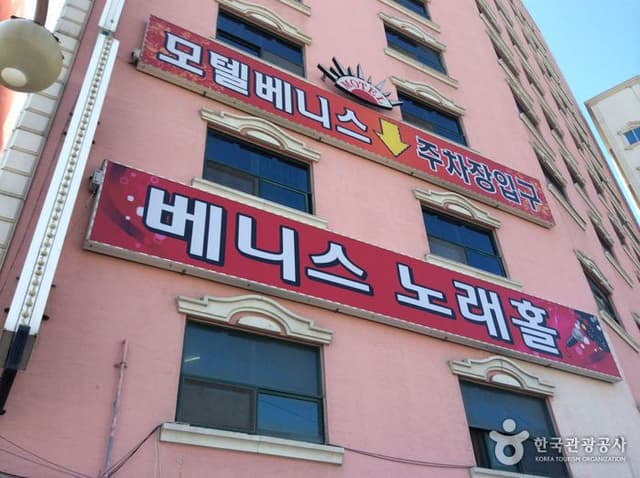 MOTEL
모텔베니스 주차장입구
베니스 노래홀
한국관광공사
KOREA TOURISM ORGANIZATION